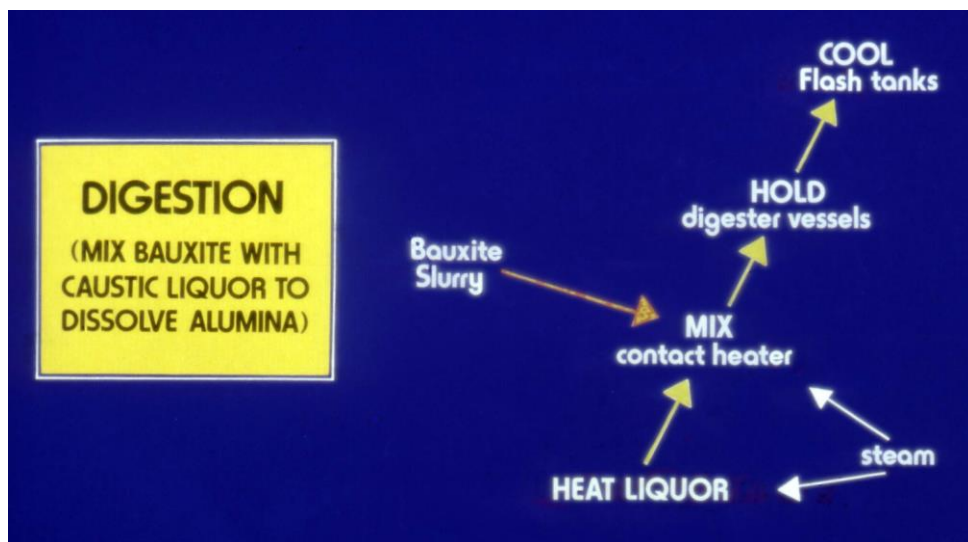 DIGESTION
(MIX BAUXITE WITH
CAUSTIC LIQUOR TO
DISSOLVE ALUMINA)
COOL
Flash tanks
HOLD
digester vessels
Bauxite
Slurry
MIX
contact heater
steam
HEAT LIQUOR